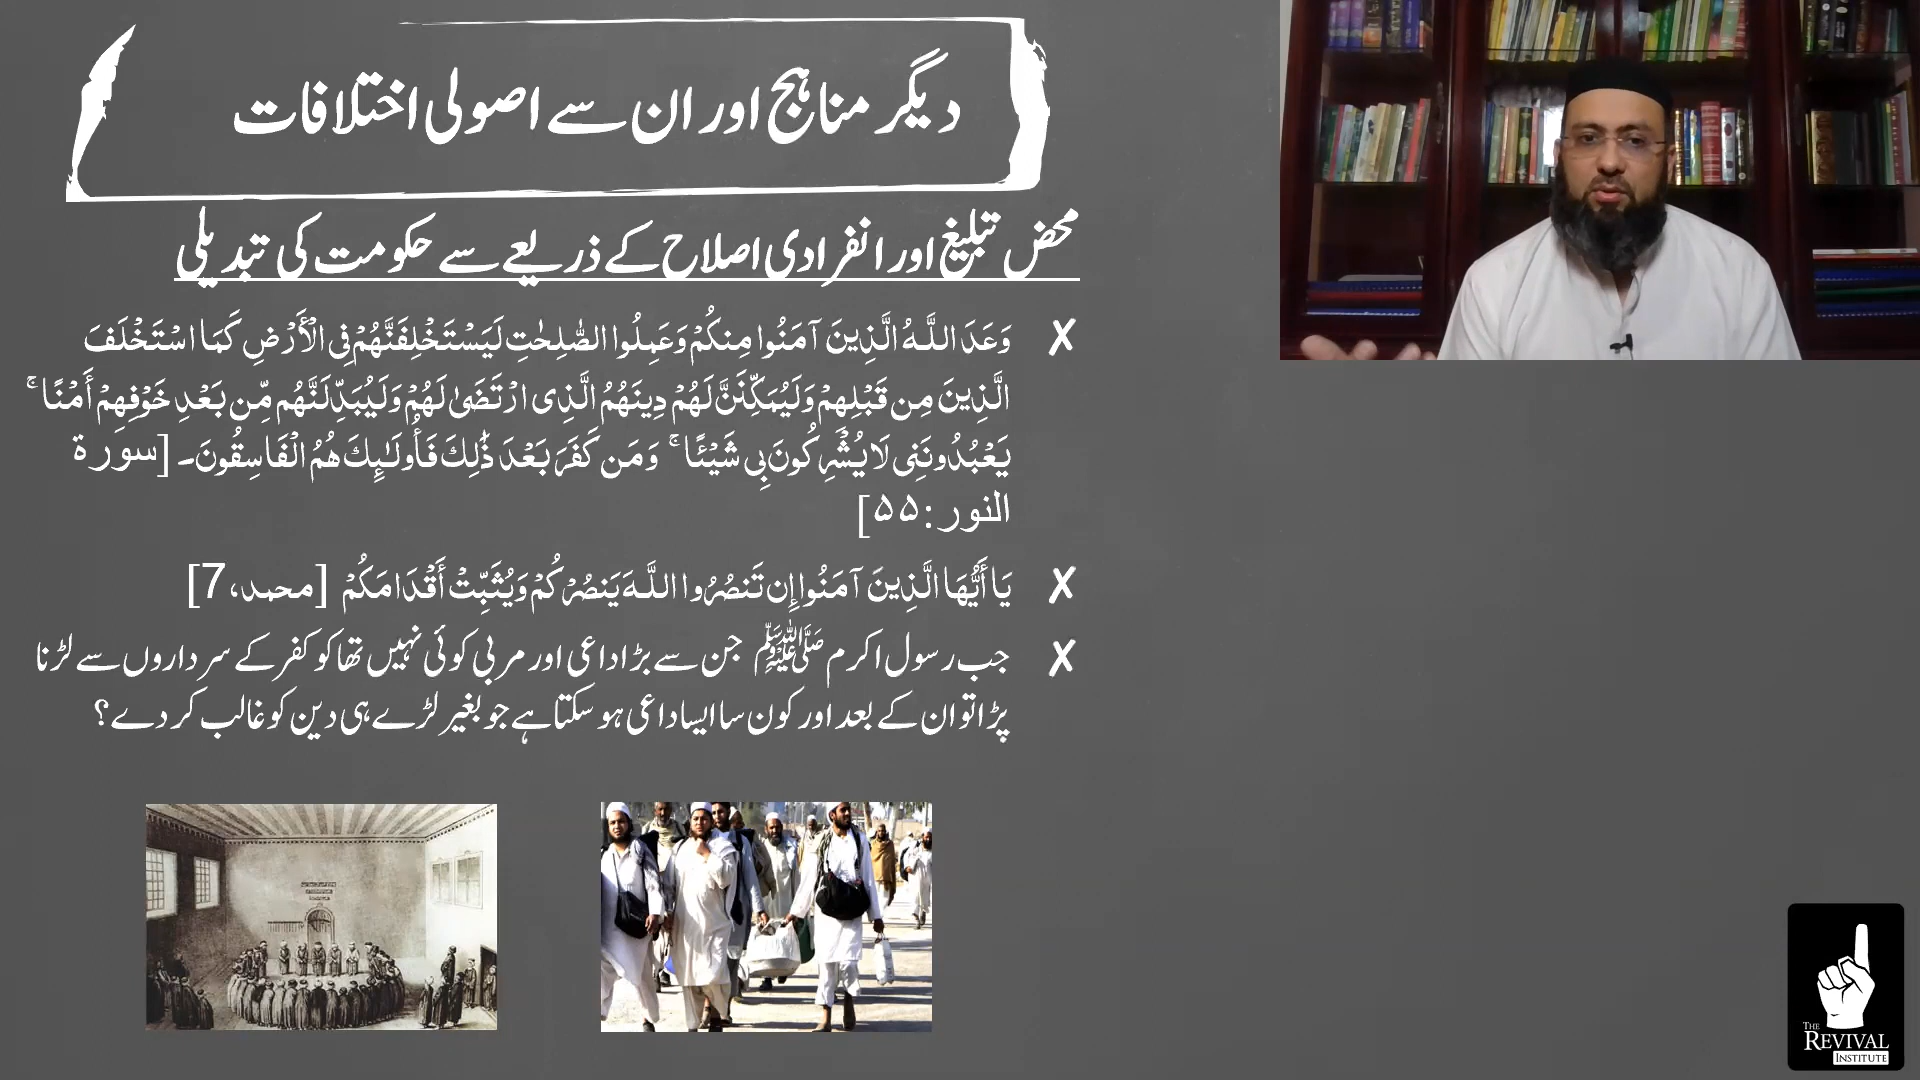 دیگر مناہج اور ان سے اصولی اختلافات
محض تبلیغ اور انفرادی اصلاح کے ذریعے سے حکومت کی تبدیلی
✗ وَعَدَ اللَّـهُ الَّذِينَ آمَنُوا مِنكُمْ وَعَمِلُوا الصّٰلِحٰتِ لَيَسْتَخْلِفَنَّهُمْ فِى الْأَرْضِ كَمَا اسْتَخْلَفَ
الَّذِينَ مِن قَبْلِهِمْ وَلَيُمَكِّنَنَّ لَهُمْ دِينَهُمُ الَّذِى ارْتَضَىٰ لَهُمْ وَلَيُبَدِّلَنَّهُم مِّن بَعْدِ خَوْفِهِمْ أَمْنًا ۚ
يَعْبُدُونَنِى لَا يُشْرِكُونَ بِى شَيْئًا ۚ وَمَن كَفَرَ بَعْدَ ذٰلِكَ فَأُولَـٰئِكَ هُمُ الْفَاسِقُونَ۔ [سورة
النور:۵۵]
✗ يَا أَيُّهَا الَّذِينَ آمَنُوا إِن تَنصُرُوا اللَّـهَ يَنصُرْكُمْ وَيُثَبِّتْ أَقْدَامَكُمْ [محمد،7]
✗ جب رسول اکرم ﷺ جن سے بڑا داعی اور مربی کوئی نہیں تھا کو کفر کے سرداروں سے لڑنا
پڑا تو ان کے بعد اور کون سا ایسا داعی ہو سکتا ہے جو بغیر لڑے ہی دین کو غالب کر دے؟
THE
REVIVAL
INSTITUTE